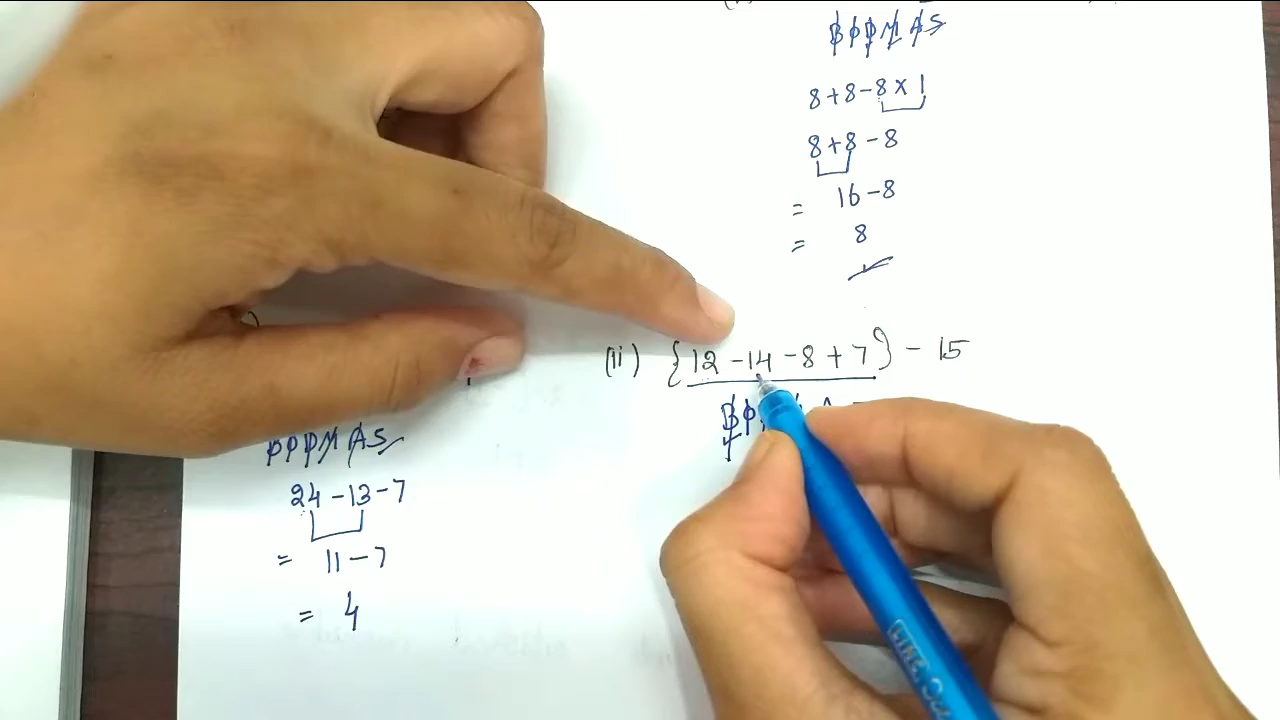 BODMAS
8+8-8×1
8+8-8
= 16-8
= 8
(ii) {12-14-8+7} - 15
BODMAS
24-13-7
= 11-7
= 4